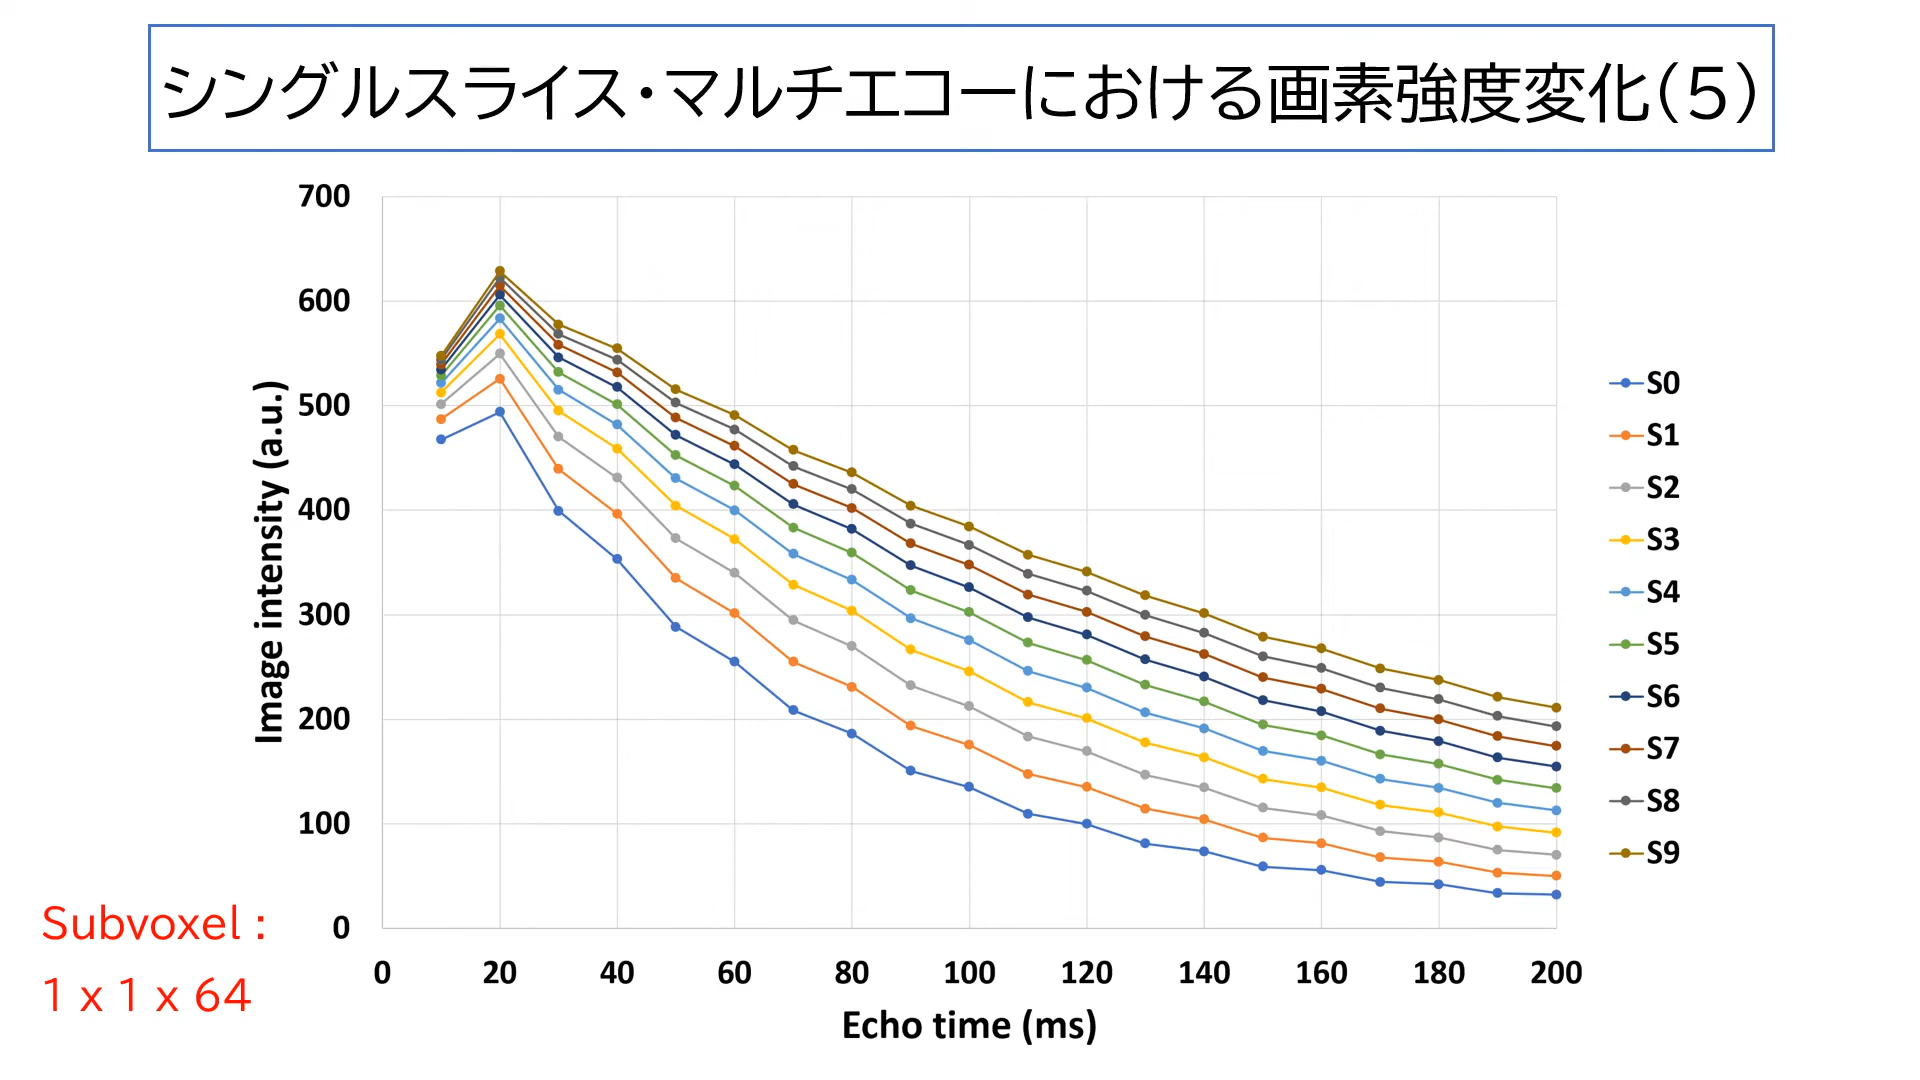 シングルスライス・マルチエコーにおける画素強度変化(5)
700
600
500
400
300
200
100
0
Image intensity (a.u.)
0 20 40 60 80 100 120 140 160 180 200
Echo time (ms)
S0
S1
S2
S3
S4
S5
S6
S7
S8
S9
Subvoxel :
1 x 1 x 64